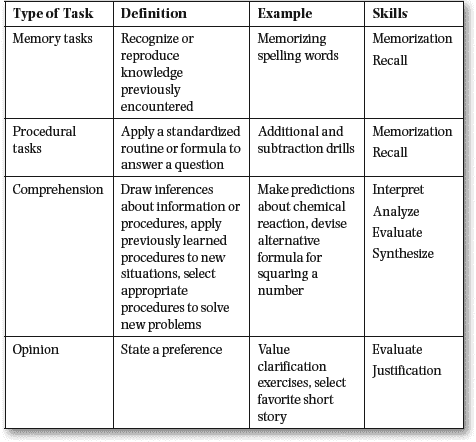 Type of Task Definition Example Skills
Memory tasks Recognize or Memorizing Memorization
reproduce spelling words Recall
knowledge
previously
encountered
Procedural Apply a standardized Additional and Memorization
tasks routine or formula to subtraction drills Recall
answer a question
Comprehension Draw inferences Make predictions Interpret
about information or about chemical Analyze
procedures, apply reaction, devise Evaluate
previously learned alternative Synthesize
procedures to new formula for
situations, select squaring a
appropriate number
procedures to solve
new problems
Opinion State a preference Value Evaluate
clarification Justification
exercises, select
favorite short
story